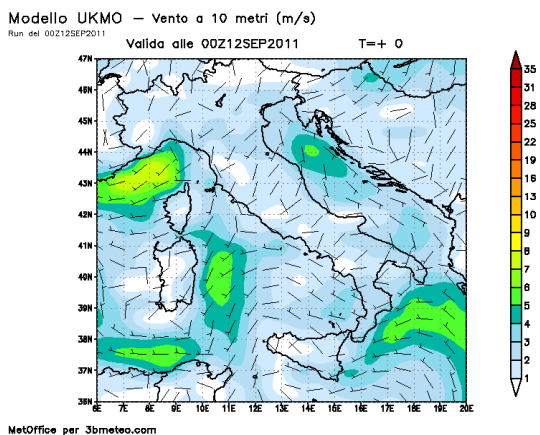 Modello UKMO – Vento a 10 metri (m/s)
Run del 00Z12SEP2011
Valida alle 00Z12SEP2011 T=+ 0
47N
46N
45N
44N
43N
42N
41N
40N
39N
38N
37N
36N
6E 7E 8E 9E 10E 11E 12E 13E 14E 15E 16E 17E 18E 19E 20E
35
31
28
25
22
19
16
13
10
9
8
7
6
5
4
3
2
1
MetOffice per 3bmeteo.com